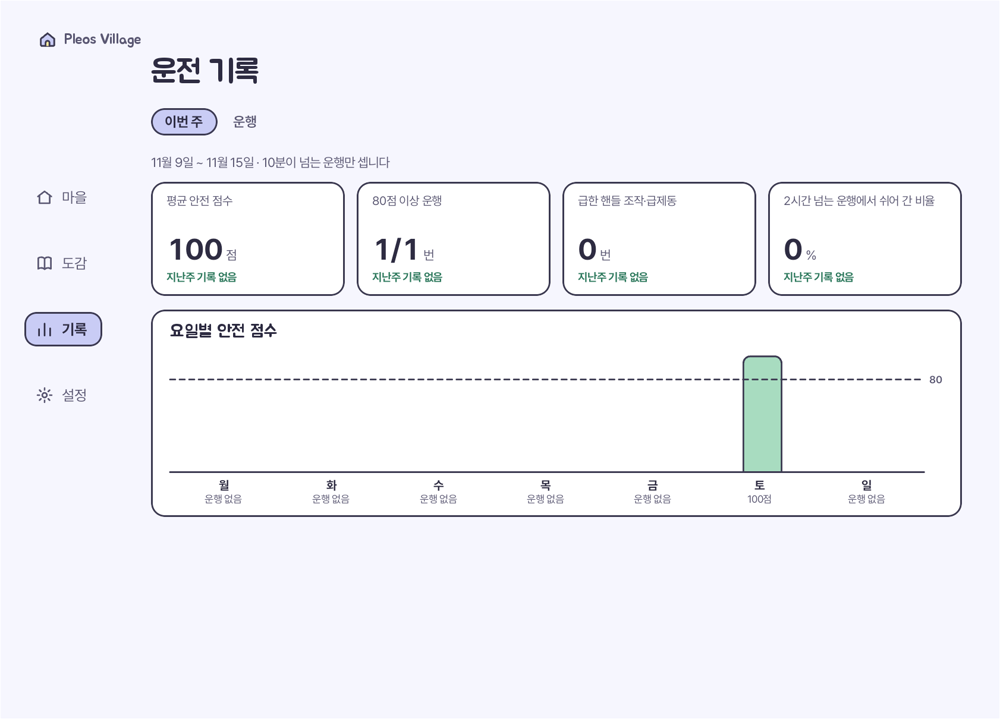 Pleos Village
운전 기록
이번 주 운행
11월 9일 ~ 11월 15일 · 10분이 넘는 운행만 셉니다
마을
도감
기록
설정
평균 안전 점수
100 점
지난주 기록 없음
80점 이상 운행
1/1 번
지난주 기록 없음
급한 핸들 조작·급제동
0 번
지난주 기록 없음
2시간 넘는 운행에서 쉬어 간 비율
0 %
지난주 기록 없음
요일별 안전 점수
80
월 화 수 목 금 토 일
운행 없음 운행 없음 운행 없음 운행 없음 운행 없음 100점 운행 없음